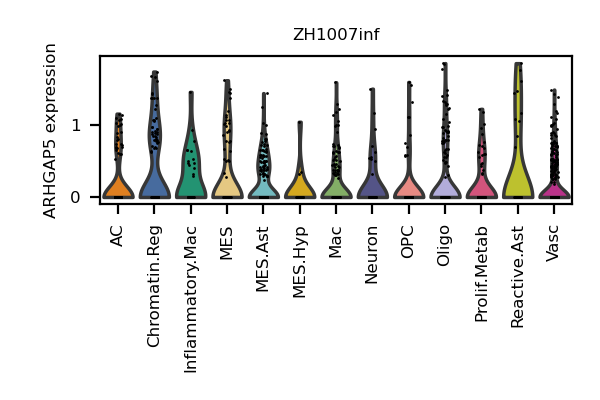 ZH1007inf
ARHGAP5 expression
1
0
AC
Chromatin.Reg
Inflammatory.Mac
MES
MES.Ast
MES.Hyp
Mac
Neuron
OPC
Oligo
Prolif.Metab
Reactive.Ast
Vasc